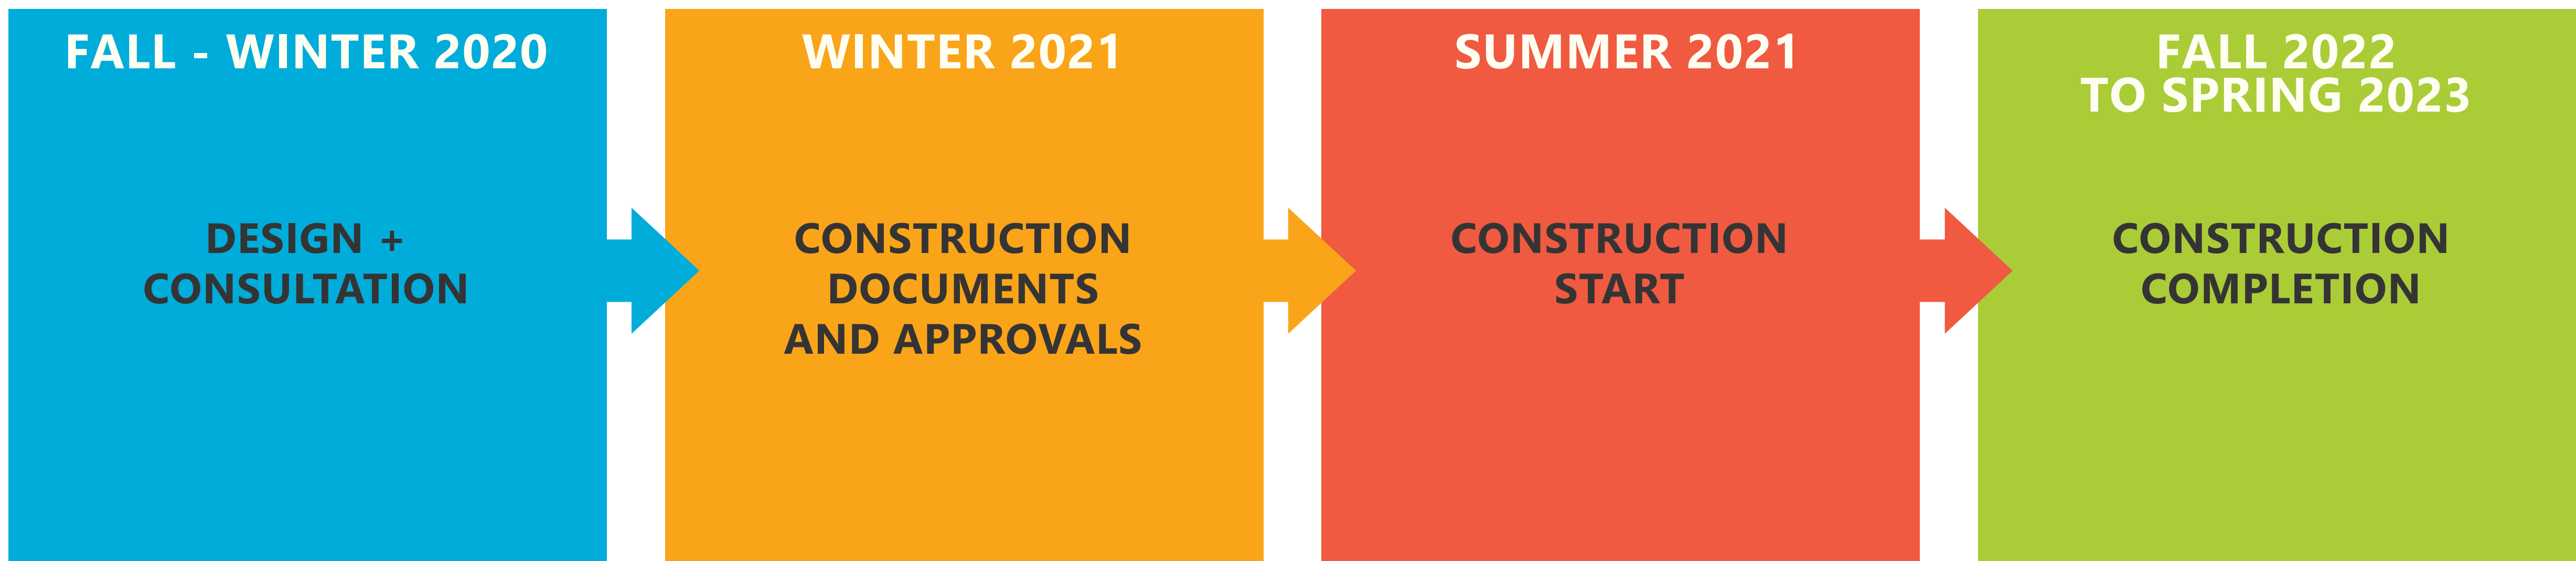 FALL - WINTER 2020
DESIGN +
CONSULTATION
WINTER 2021
CONSTRUCTION
DOCUMENTS
AND APPROVALS
SUMMER 2021
CONSTRUCTION
START
FALL 2022
TO SPRING 2023
CONSTRUCTION
COMPLETION